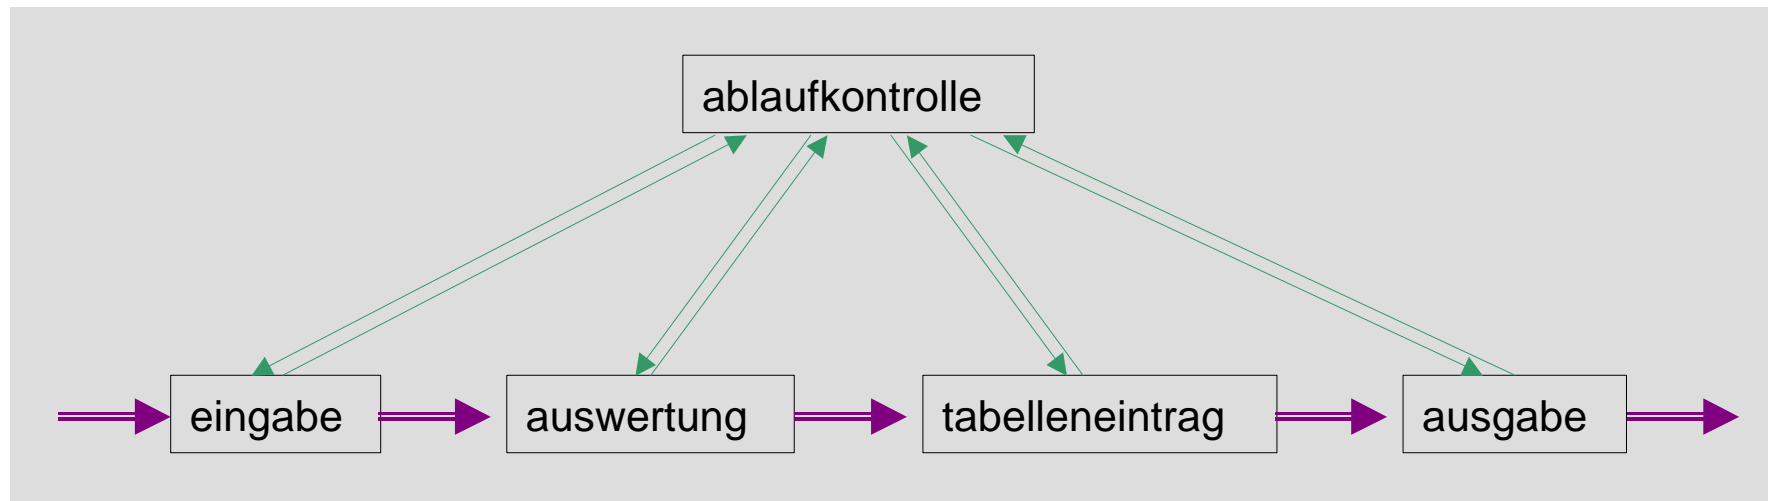 ablaufkontrolle
eingabe
auswertung
tabelleneintrag
ausgabe